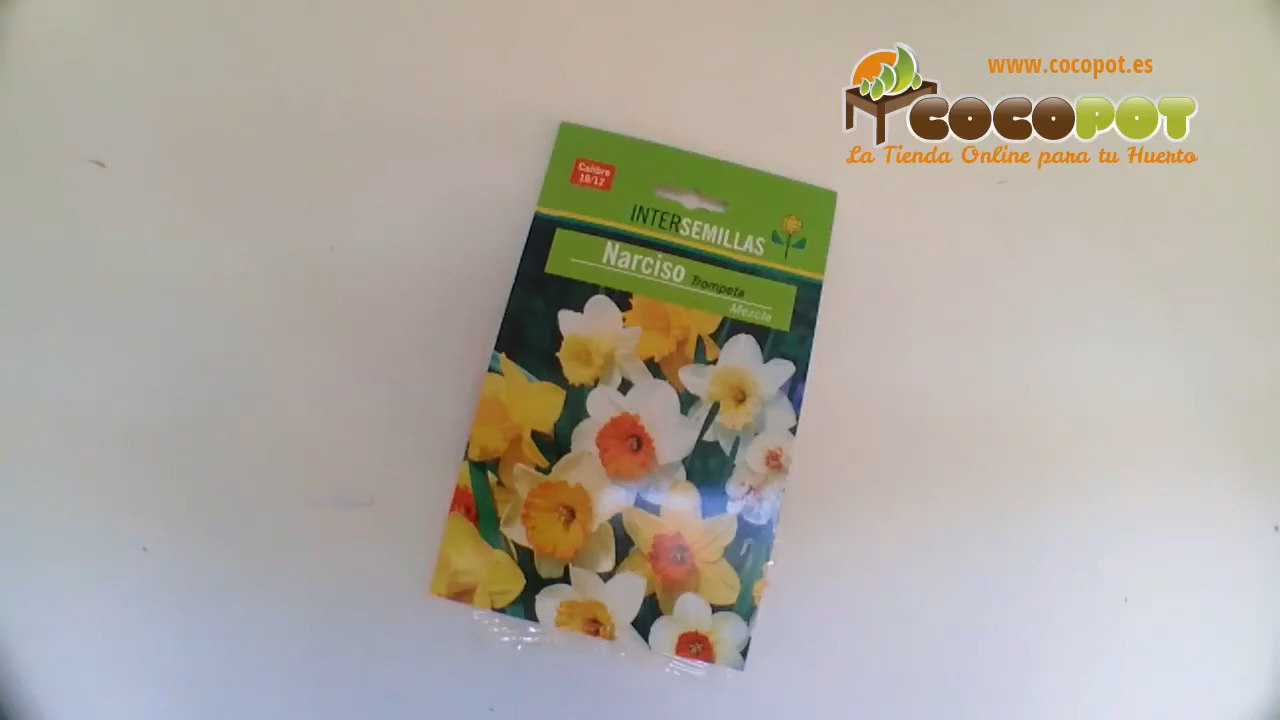 www.cocopot.es
COCOPOT
La Tienda Online para tu Huerto
Calibre
10/12
INTERSEMILLAS
Narciso Trompeta
Mezcla